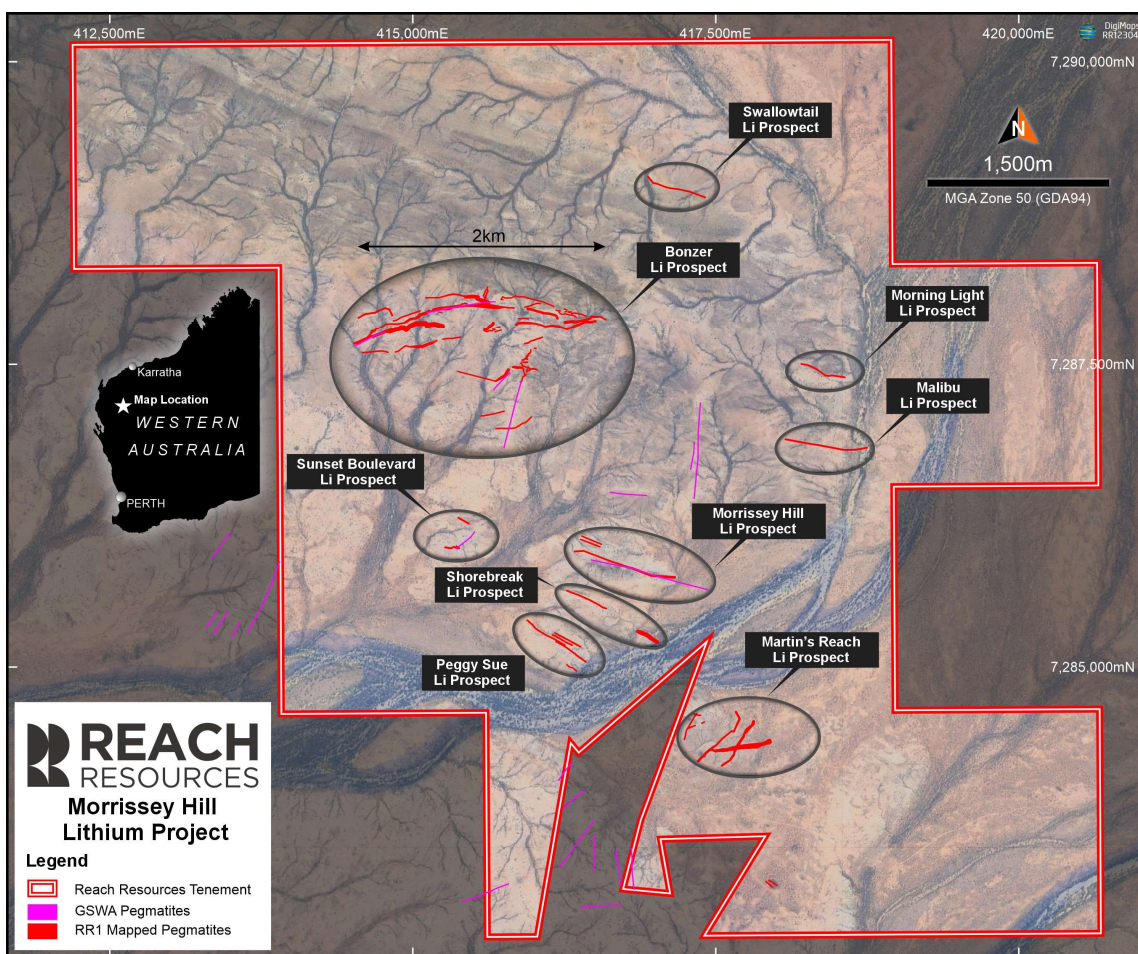 412,500mE
415,000mE
417,500mE
420,000mE
DigiMaps
RR12304
7,290,000mN
N
1,500m
MGA Zone 50 (GDA94)
Swallowtail
Li Prospect
2km
Bonzer
Li Prospect
Morning Light
Li Prospect
7,287,500mN
Malibu
Li Prospect
Karratha
Map Location
WESTERN
AUSTRALIA
PERTH
Sunset Boulevard
Li Prospect
Morrissey Hill
Li Prospect
Shorebreak
Li Prospect
Martin's Reach
Li Prospect
Peggy Sue
Li Prospect
7,285,000mN
REACH
RESOURCES
Morrissey Hill
Lithium Project
Legend
Reach Resources Tenement
GSWA Pegmatites
RR1 Mapped Pegmatites